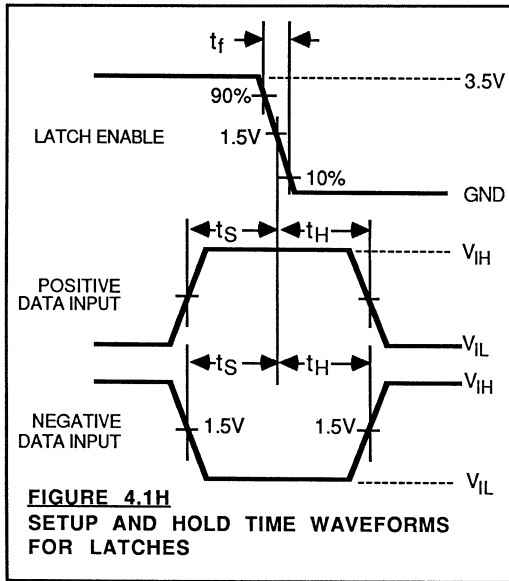 tf
3.5V
90%
LATCH ENABLE
1.5V
10%
GND
tS
tH
VIH
POSITIVE
DATA INPUT
VIL
tS
tH
VIH
NEGATIVE
DATA INPUT
1.5V
1.5V
VIL
FIGURE 4.1H
SETUP AND HOLD TIME WAVEFORMS
FOR LATCHES